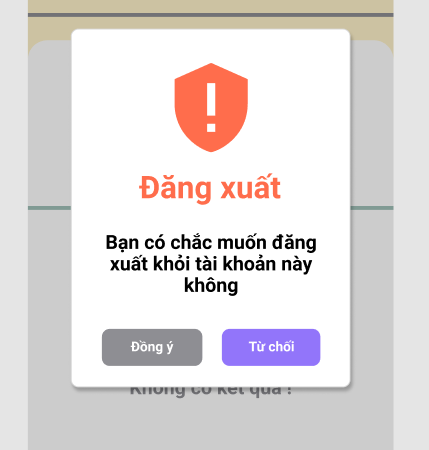 Đăng xuất
Bạn có chắc muốn đăng
xuất khỏi tài khoản này
không
Đồng ý
Từ chối
Không có kết quả !